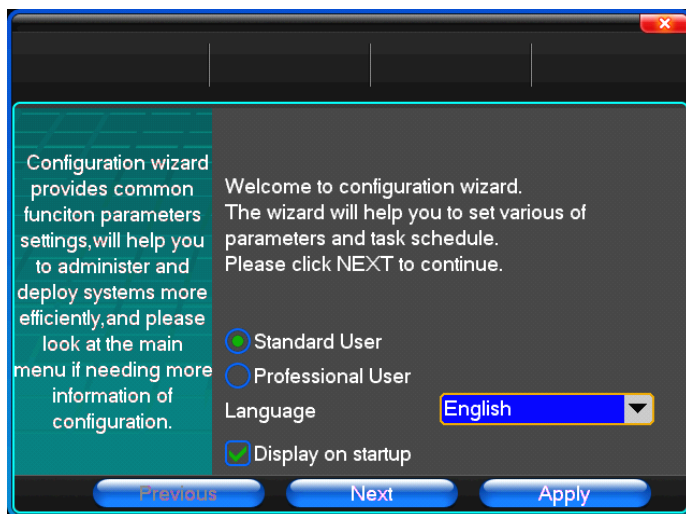 Configuration wizard
provides common
funciton parameters
settings,will help you
to administer and
deploy systems more
efficiently,and please
look at the main
menu if needing more
information of
configuration.
Welcome to configuration wizard.
The wizard will help you to set various of
parameters and task schedule.
Please click NEXT to continue.
Standard User
Professional User
Language English
Display on startup
Previous Next Apply